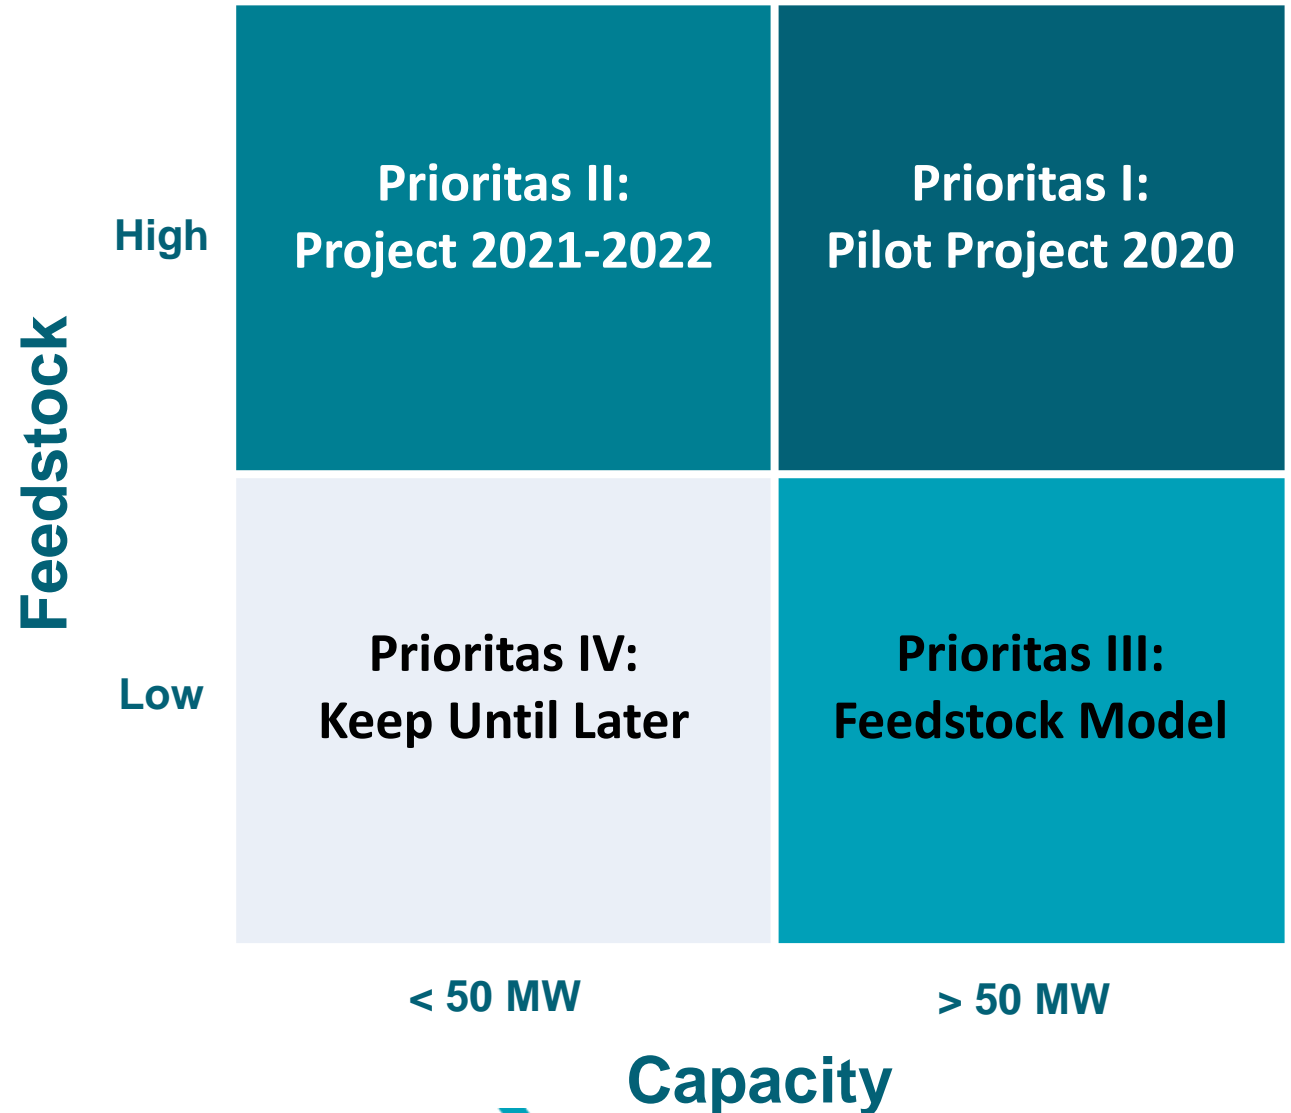 Prioritas II:
Project 2021-2022
Prioritas I:
Pilot Project 2020
High
Feedstock
Prioritas IV:
Keep Until Later
Prioritas III:
Feedstock Model
Low
< 50 MW
> 50 MW
Capacity